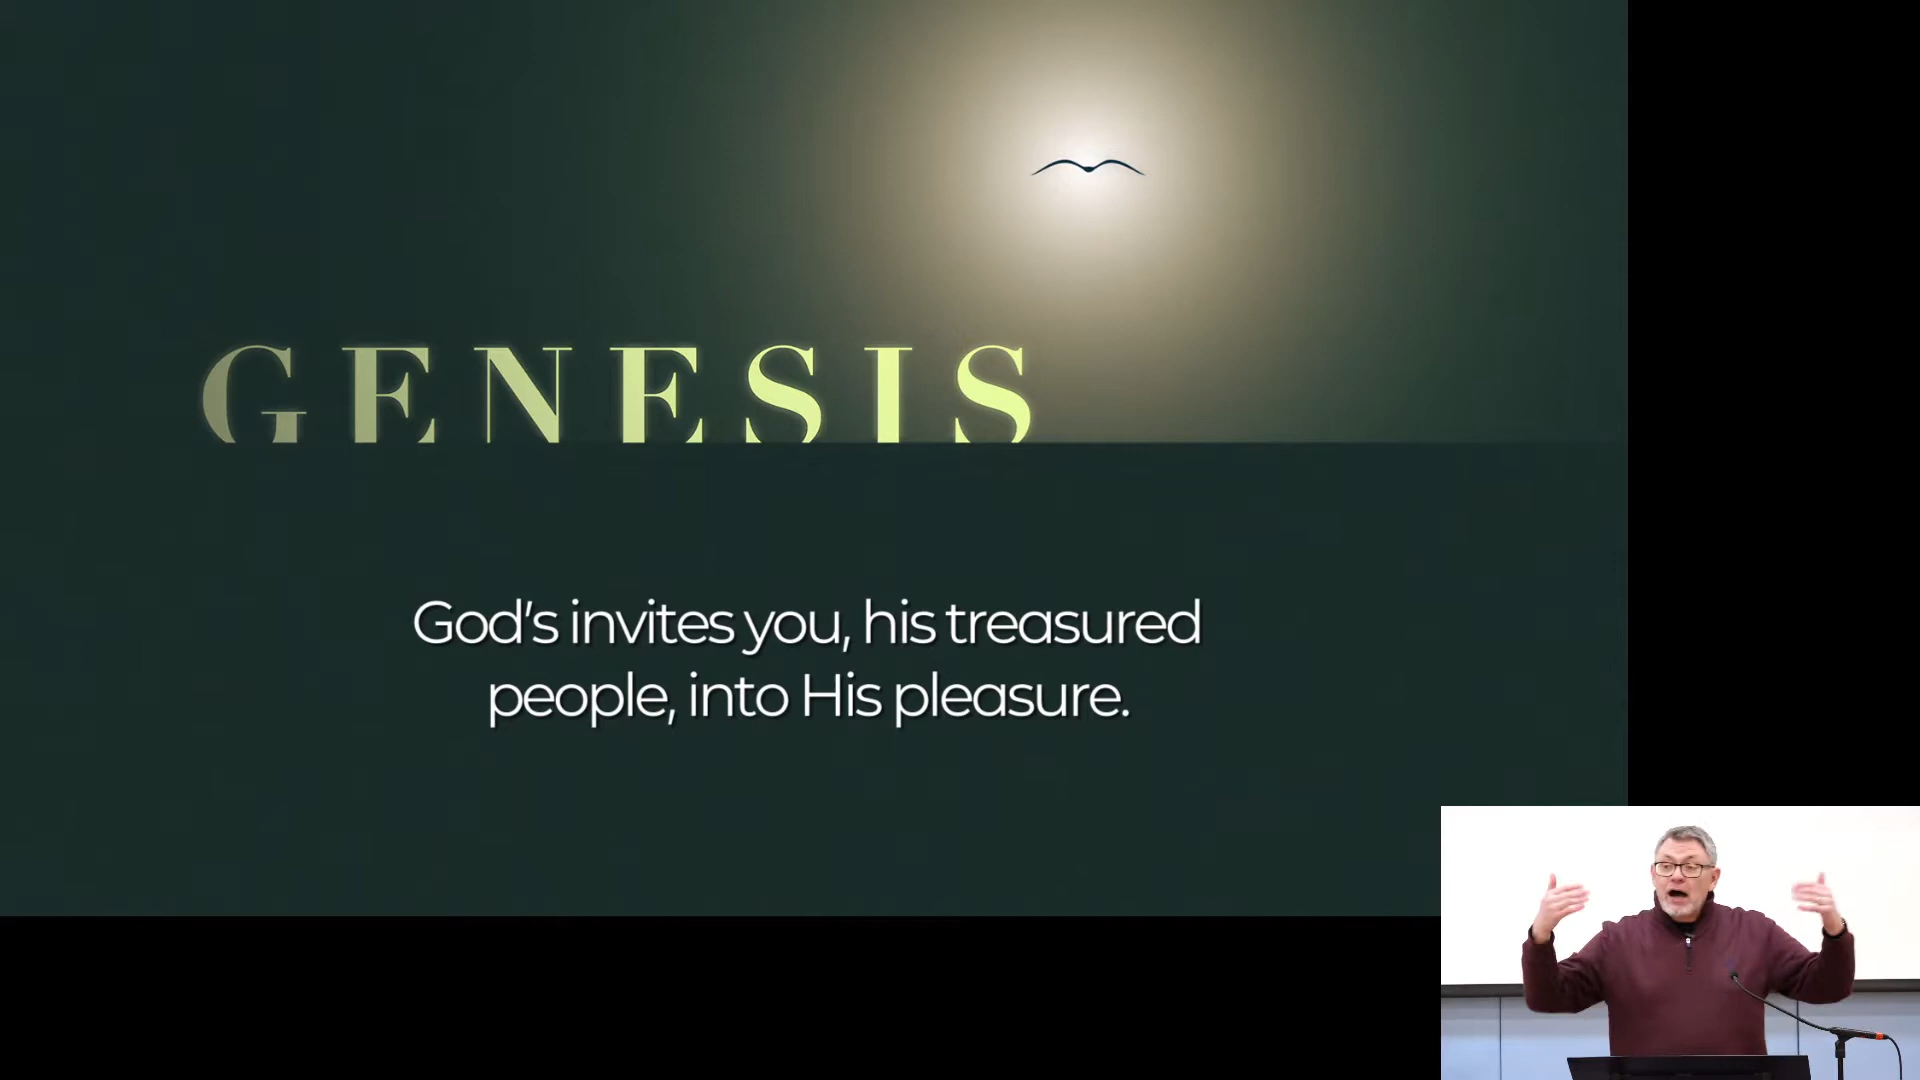 GENESIS
God's invites you, his treasured
people, into His pleasure.